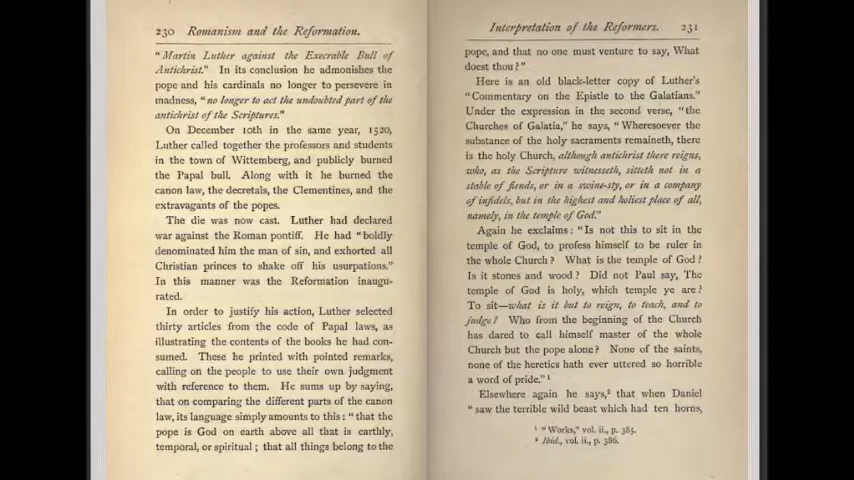 230 Romanism and the Reformation.
"Martin Luther against the Execrable Bull of
Antichrist." In its conclusion he admonishes the
pope and his cardinals no longer to persevere in
madness, "no longer to act the undoubted part of the
antichrist of the Scriptures."
On December 10th in the same year, 1520,
Luther called together the professors and students
in the town of Wittemberg, and publicly burned
the Papal bull. Along with it he burned the
canon law, the decretals, the Clementines, and the
extravagants of the popes.
The die was now cast. Luther had declared
war against the Roman pontiff. He had "boldly
denominated him the man of sin, and exhorted all
Christian princes to shake off his usurpations."
In this manner was the Reformation inaugu-
rated.
In order to justify his action, Luther selected
thirty articles from the code of Papal laws, as
illustrating the contents of the books he had con-
sumed. These he printed with pointed remarks,
calling on the people to use their own judgment
with reference to them. He sums up by saying,
that on comparing the different parts of the canon
law, its language simply amounts to this: "that the
pope is God on earth above all that is earthly,
temporal, or spiritual; that all things belong to the
Interpretation of the Reformers. 231
pope, and that no one must venture to say, What
doest thou?"
Here is an old black-letter copy of Luther's
"Commentary on the Epistle to the Galatians."
Under the expression in the second verse, "the
Churches of Galatia," he says, "Wheresoever the
substance of the holy sacraments remaineth, there
is the holy Church, although antichrist there reigns,
who, as the Scripture witnesseth, sitteth not in a
stable of fiends, or in a swine-sty, or in a company
of infidels, but in the highest and holiest place of all,
namely, in the temple of God."
Again he exclaims: "Is not this to sit in the
temple of God, to profess himself to be ruler in
the whole Church? What is the temple of God?
Is it stones and wood? Did not Paul say, The
temple of God is holy, which temple ye are?
To sit—what is it but to reign, to teach, and to
judge? Who from the beginning of the Church
has dared to call himself master of the whole
Church but the pope alone? None of the saints,
none of the heretics hath ever uttered so horrible
a word of pride."¹
Elsewhere again he says,² that when Daniel
"saw the terrible wild beast which had ten horns,
¹ "Works," vol. ii., p. 385.
² Ibid., vol. ii., p. 386.